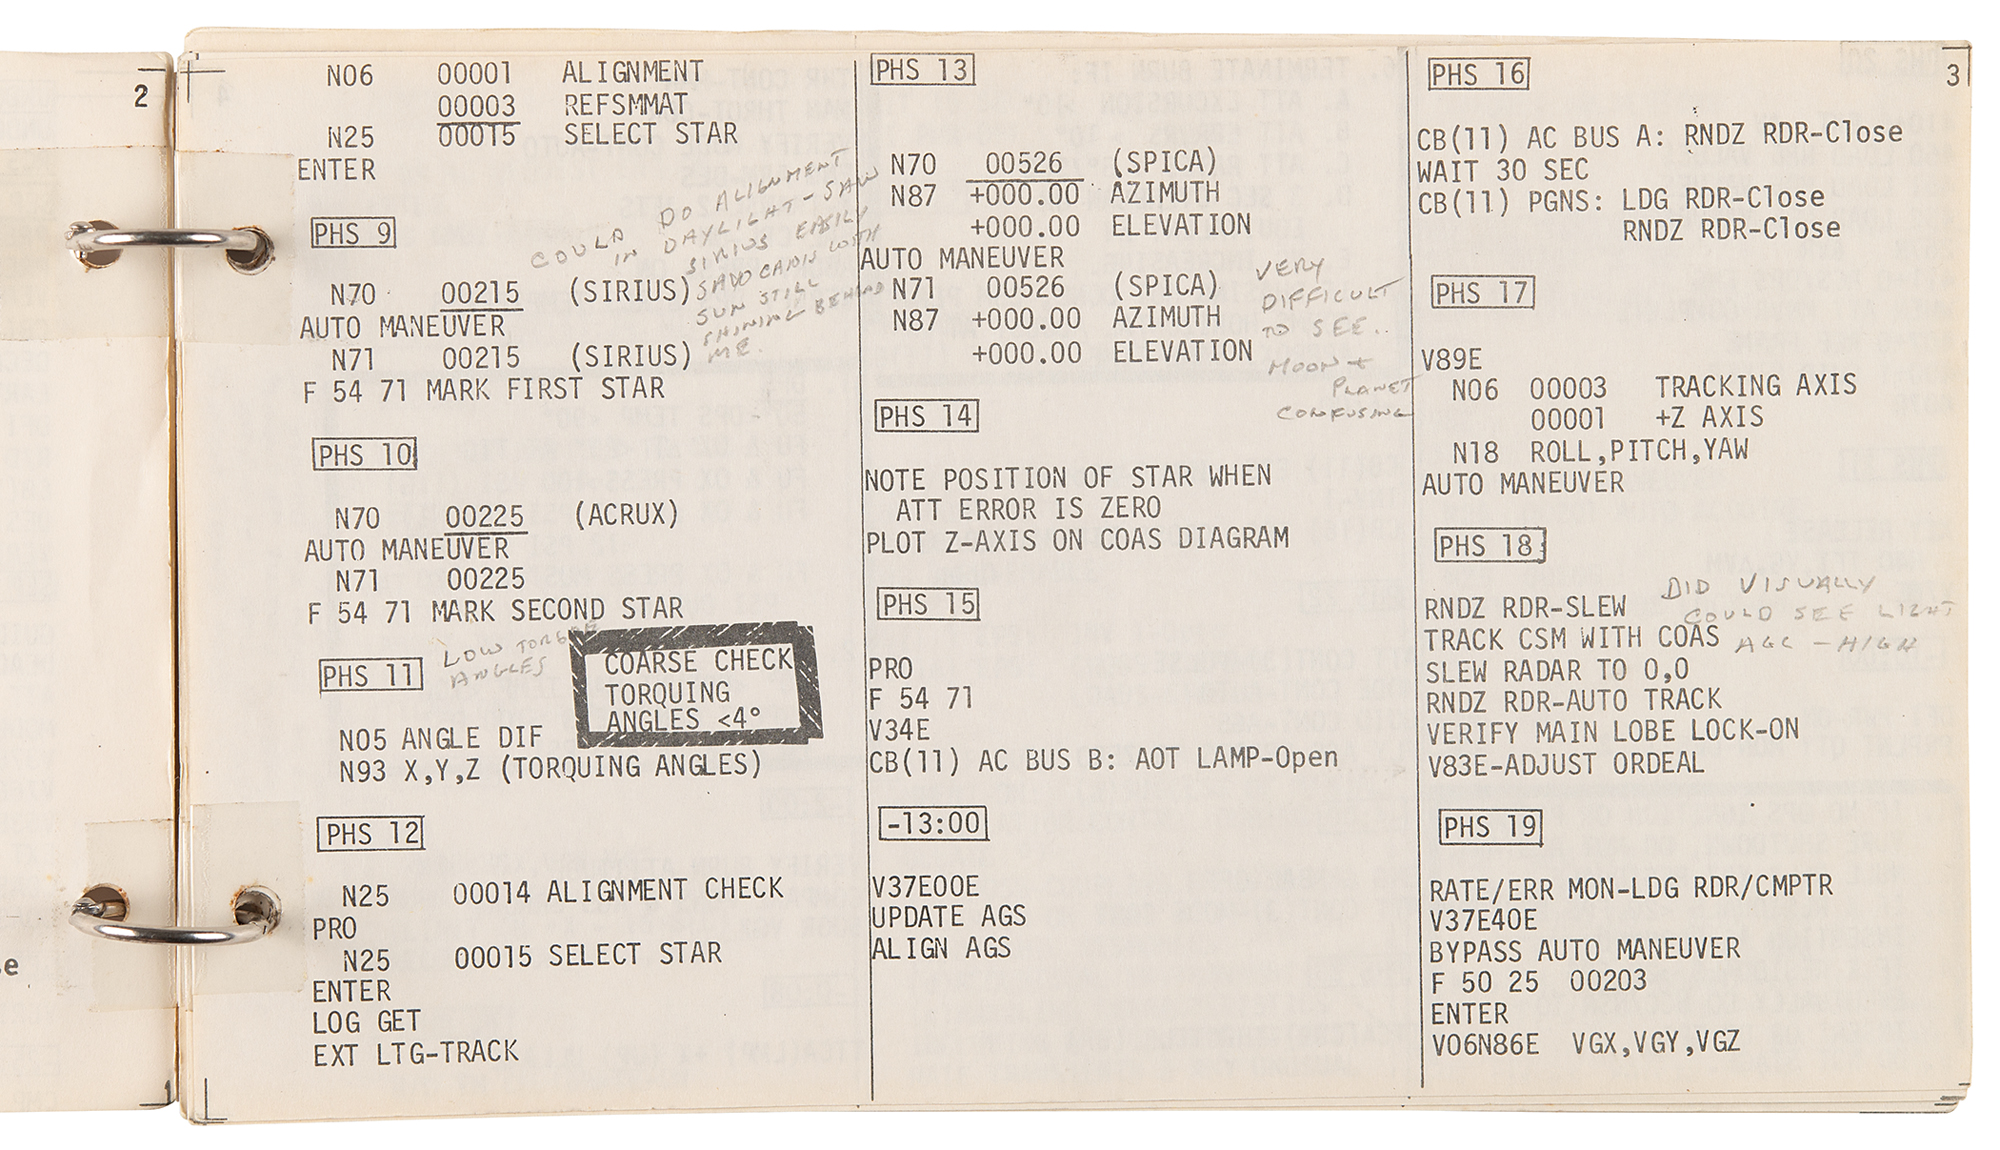 2
N06 00001 ALIGNMENT
00003 REFSMMAT
N25 00015 SELECT STAR
ENTER
PHS 9
COULD DO ALIGNMENT
IN DAYLIGHT - SAW
SIRIUS EASILY
AND CANIS WITH
SUN STILL
SHINING BEHIND
ME.
N70 00215 (SIRIUS)
AUTO MANEUVER
N71 00215 (SIRIUS)
F 54 71 MARK FIRST STAR
PHS 10
N70 00225 (ACRUX)
AUTO MANEUVER
N71 00225
F 54 71 MARK SECOND STAR
LOW TORQUE
ANGLES
PHS 11
COARSE CHECK
TORQUING
ANGLES <4°
N05 ANGLE DIF
N93 X,Y,Z (TORQUING ANGLES)
PHS 12
N25 00014 ALIGNMENT CHECK
PRO
N25 00015 SELECT STAR
ENTER
LOG GET
EXT LTG-TRACK
PHS 13
N70 00526 (SPICA)
N87 +000.00 AZIMUTH
+000.00 ELEVATION
AUTO MANEUVER
N71 00526 (SPICA)
N87 +000.00 AZIMUTH
+000.00 ELEVATION
VERY
DIFFICULT
TO SEE..
MOON +
PLANET
CONFUSING
PHS 14
NOTE POSITION OF STAR WHEN
ATT ERROR IS ZERO
PLOT Z-AXIS ON COAS DIAGRAM
PHS 15
PRO
F 54 71
V34E
CB(11) AC BUS B: AOT LAMP-Open
-13:00
V37E00E
UPDATE AGS
ALIGN AGS
3
PHS 16
CB(11) AC BUS A: RNDZ RDR-Close
WAIT 30 SEC
CB(11) PGNS: LDG RDR-Close
RNDZ RDR-Close
PHS 17
V89E
N06 00003 TRACKING AXIS
00001 +Z AXIS
N18 ROLL,PITCH,YAW
AUTO MANEUVER
PHS 18
DID VISUALLY
COULD SEE LIGHT
AGC - HIGH
RNDZ RDR-SLEW
TRACK CSM WITH COAS
SLEW RADAR TO 0,0
RNDZ RDR-AUTO TRACK
VERIFY MAIN LOBE LOCK-ON
V83E-ADJUST ORDEAL
PHS 19
RATE/ERR MON-LDG RDR/CMPTR
V37E40E
BYPASS AUTO MANEUVER
F 50 25 00203
ENTER
V06N86E VGX,VGY,VGZ